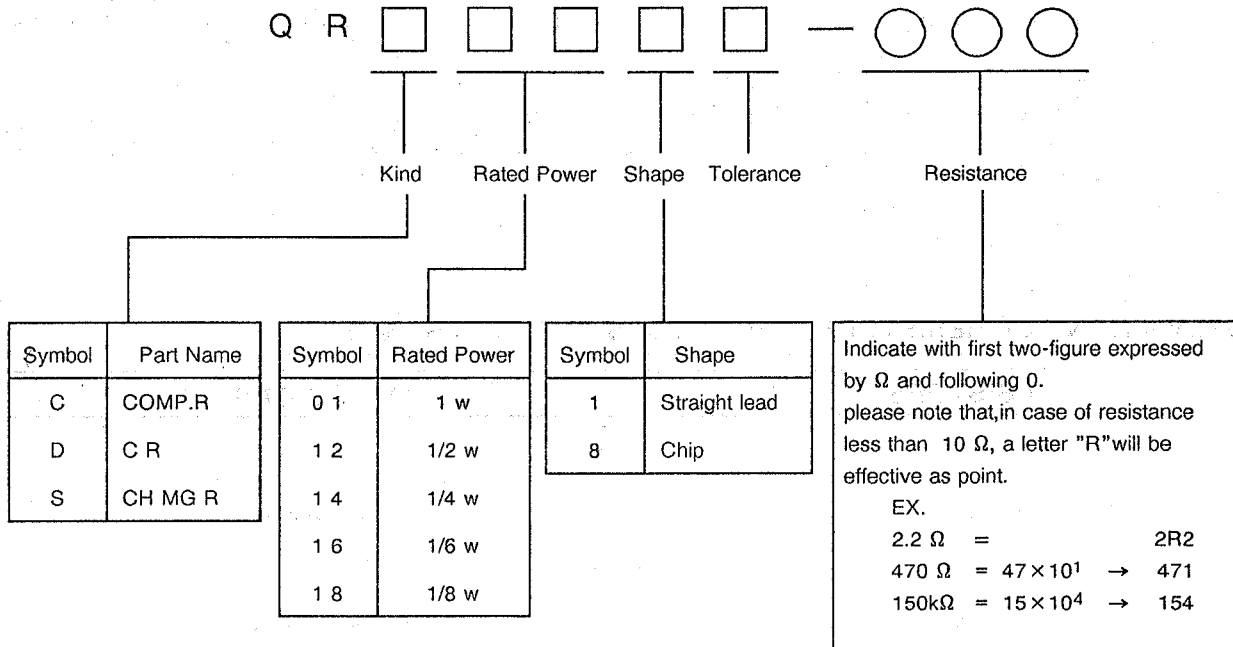 Q R □ □ □ □ □ — ○ ○ ○
Kind Rated Power Shape Tolerance Resistance
Symbol Part Name
C COMP.R
D C R
S CH MG R
Symbol Rated Power
0 1 1 w
1 2 1/2 w
1 4 1/4 w
1 6 1/6 w
1 8 1/8 w
Symbol Shape
1 Straight lead
8 Chip
Indicate with first two-figure expressed
by Ω and following 0.
please note that,in case of resistance
less than 10 Ω, a letter "R"will be
effective as point.
EX.
2.2 Ω = 2R2
470 Ω = 47×10¹ → 471
150kΩ = 15×10⁴ → 154